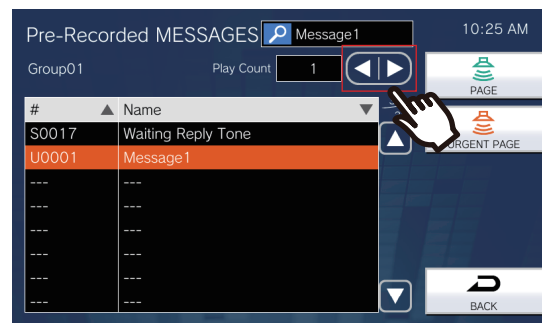 Pre-Recorded MESSAGES Message1 10:25 AM
Group01 Play Count 1
PAGE
# Name
S0017 Waiting Reply Tone
URGENT PAGE
U0001 Message1
--- ---
--- ---
--- ---
--- ---
--- ---
--- ---
BACK